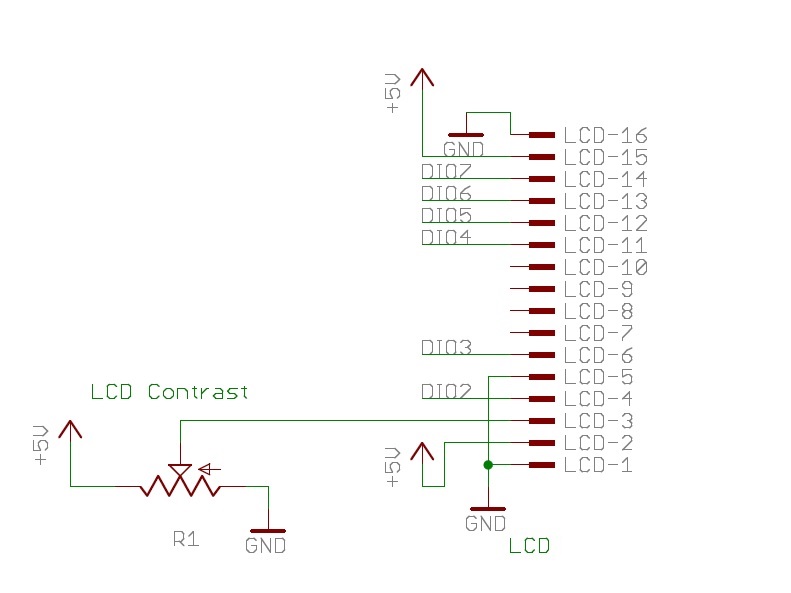 +5V
LCD-16
GND
LCD-15
DIO7
LCD-14
DIO6
LCD-13
DIO5
LCD-12
DIO4
LCD-11
LCD-10
LCD-9
LCD-8
LCD-7
DIO3
LCD-6
LCD-5
LCD Contrast
DIO2
LCD-4
LCD-3
+5V
LCD-2
+5V
LCD-1
GND
R1
GND
LCD